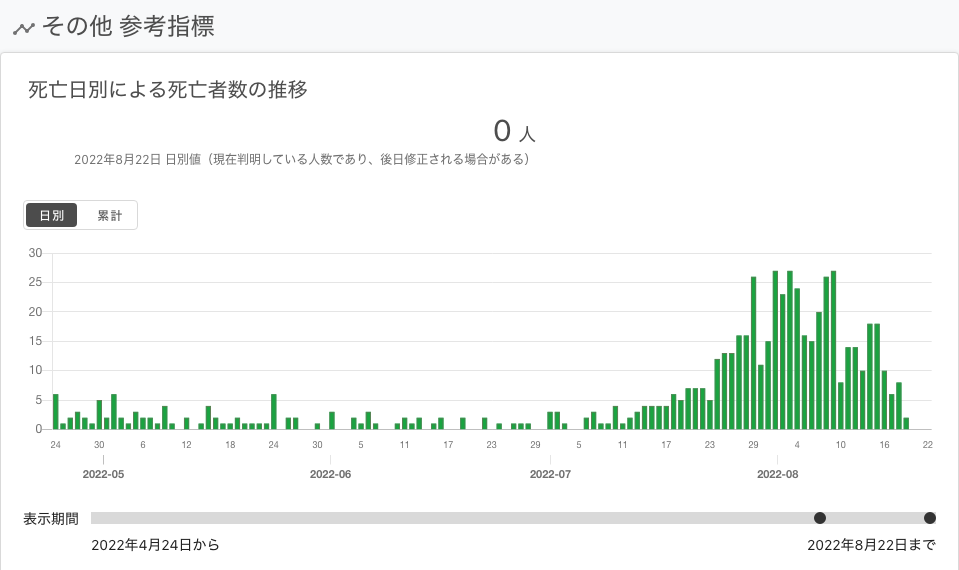 その他 参考指標
死亡日別による死亡者数の推移
0 人
2022年8月22日 日別値（現在判明している人数であり、後日修正される場合がある）
日別 累計
30
25
20
15
10
5
0
24 30 6 12 18 24 30 5 11 17 23 29 5 11 17 23 29 4 10 16 22
2022-05 2022-06 2022-07 2022-08
表示期間
2022年4月24日から 2022年8月22日まで